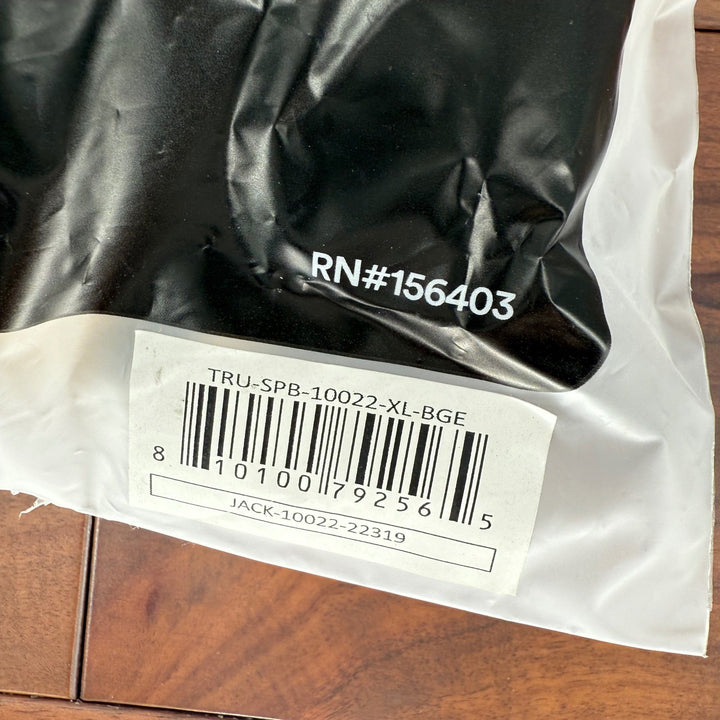 RN#156403
TRU-SPB-10022-XL-BGE
8 10100 79256 5
JACK-10022-22319